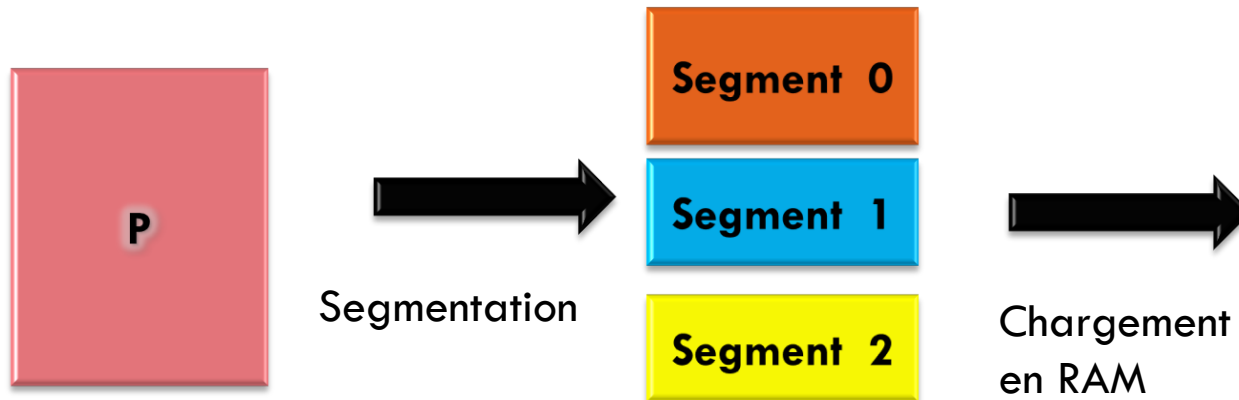 P
Segmentation
Segment 0
Segment 1
Segment 2
Chargement
en RAM